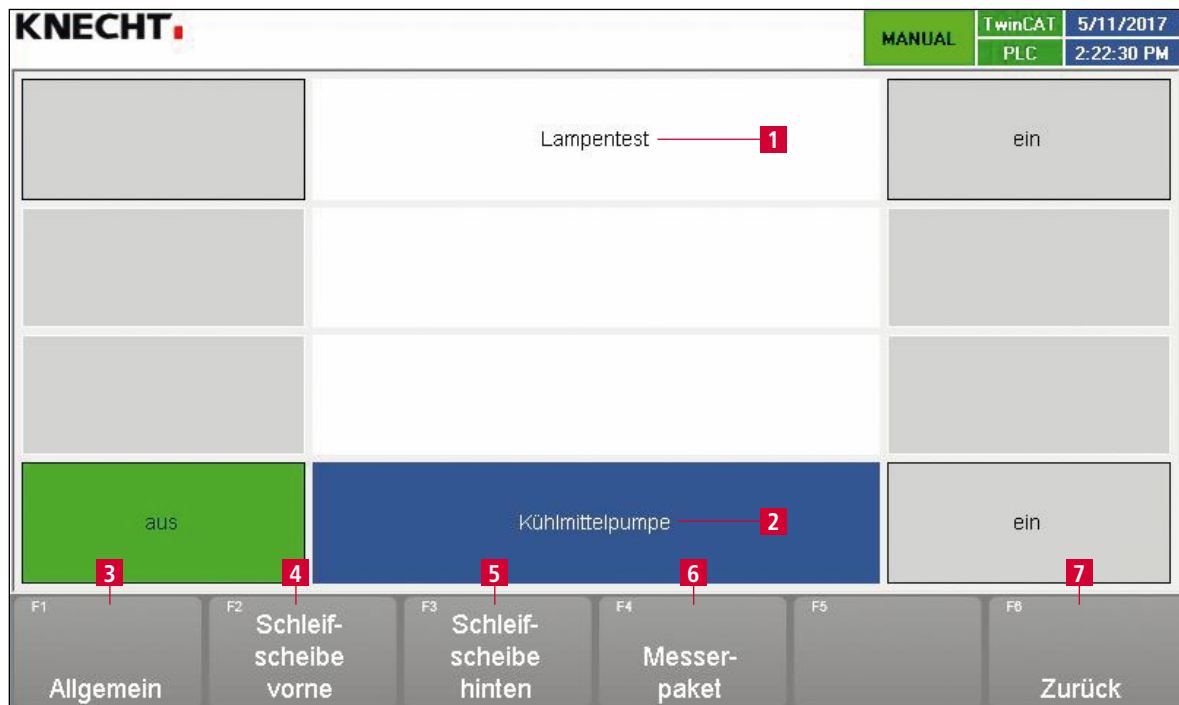 KNECHT
MANUAL
TwinCAT
5/11/2017
PLC
2:22:30 PM
Lampentest
1
ein
aus
Kühlmittelpumpe
2
ein
3
4
5
6
7
F1
Allgemein
F2
Schleif-
scheibe
vorne
F3
Schleif-
scheibe
hinten
F4
Messer-
paket
F5
F6
Zurück